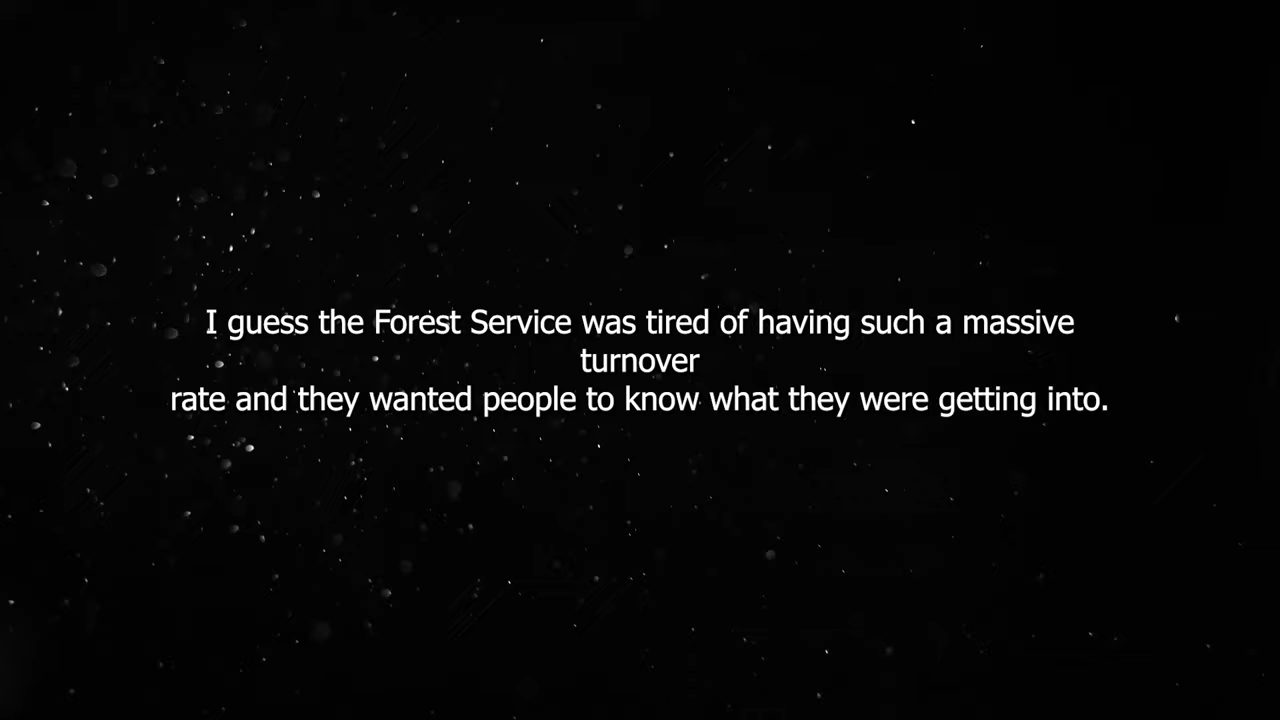 I guess the Forest Service was tired of having such a massive
turnover
rate and they wanted people to know what they were getting into.